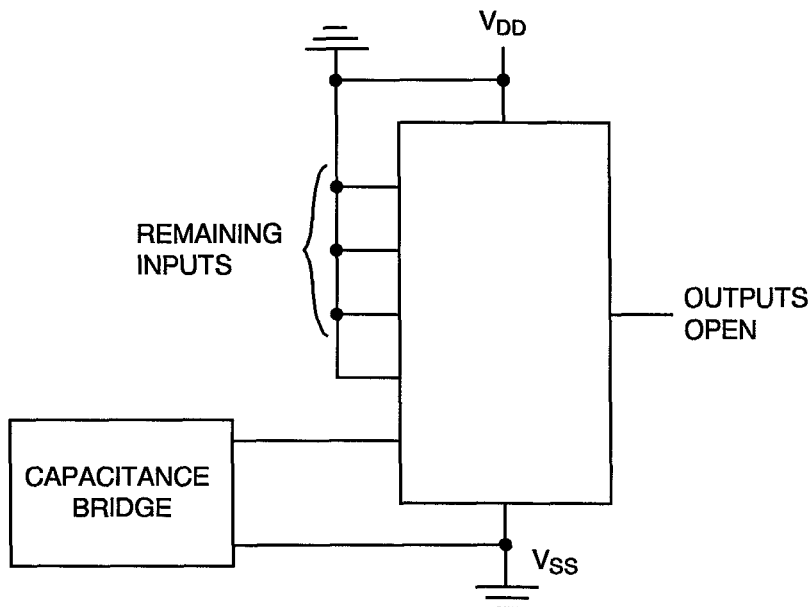 VDD
REMAINING
INPUTS
OUTPUTS
OPEN
CAPACITANCE
BRIDGE
VSS